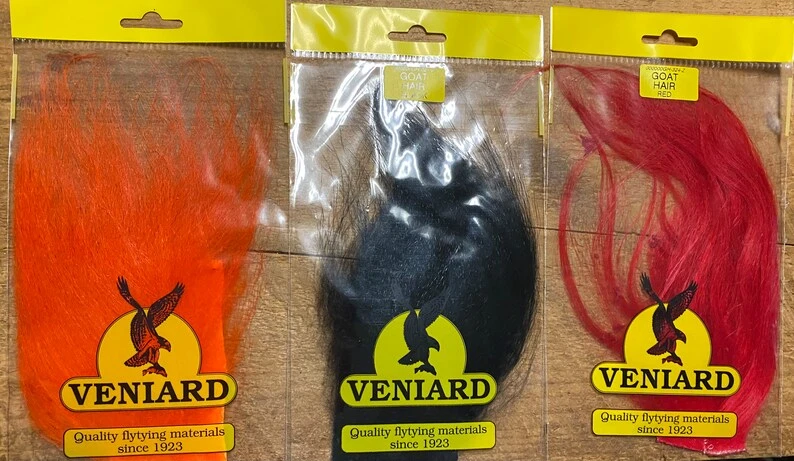 VENIARD
Quality flytying materials
since 1923
GOAT
HAIR
VENIARD
Quality flytying materials
since 1923
GOAT
HAIR
RED
VENIARD
Quality flytying materials
since 1923